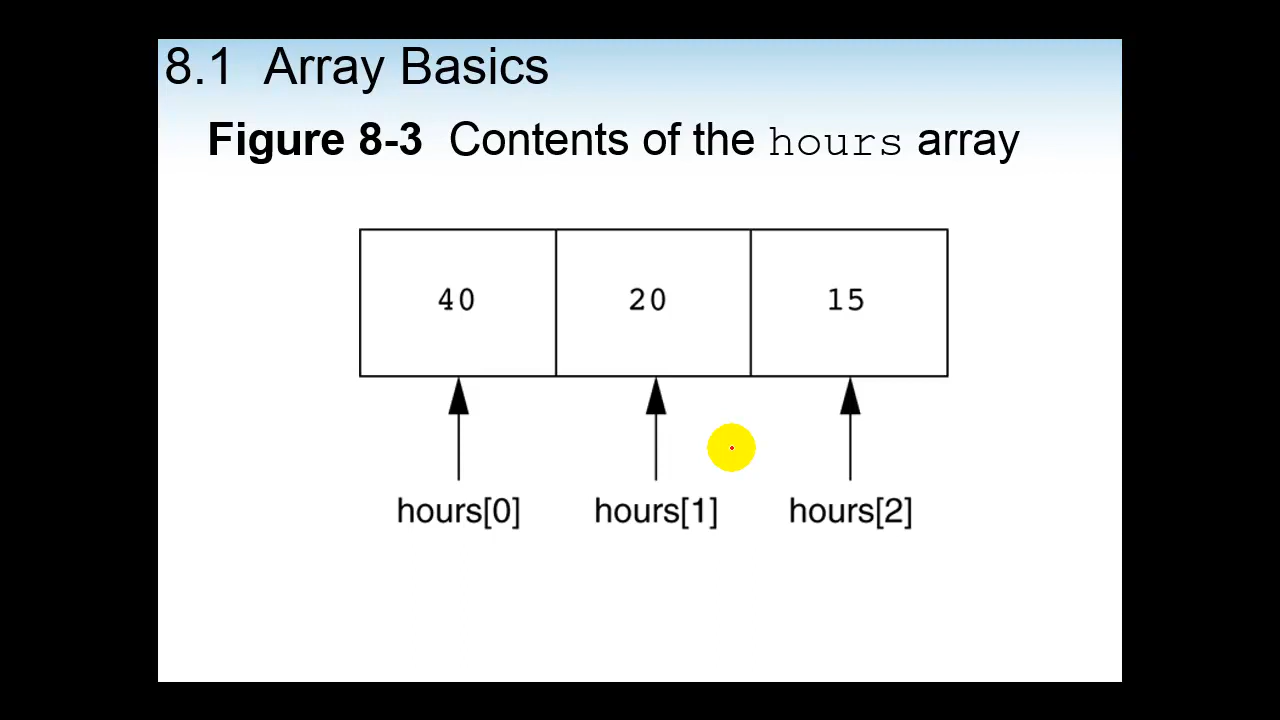 8.1 Array Basics
Figure 8-3 Contents of the hours array
40 20 15
hours[0] hours[1] hours[2]